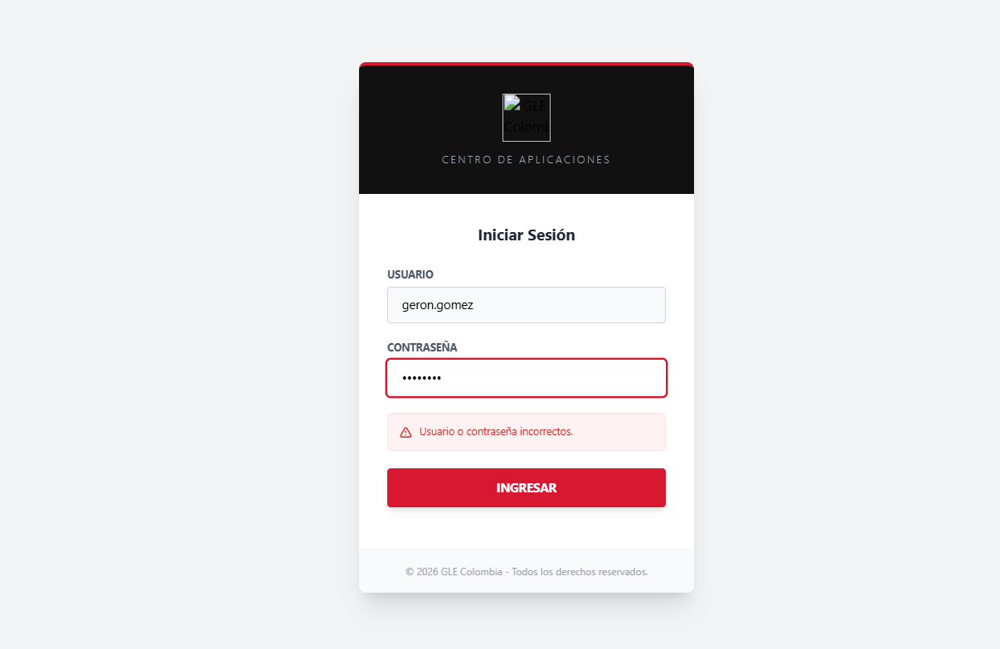 GLE
Colomb
CENTRO DE APLICACIONES
Iniciar Sesión
USUARIO
geron.gomez
CONTRASEÑA
••••••••
Usuario o contraseña incorrectos.
INGRESAR
© 2026 GLE Colombia - Todos los derechos reservados.